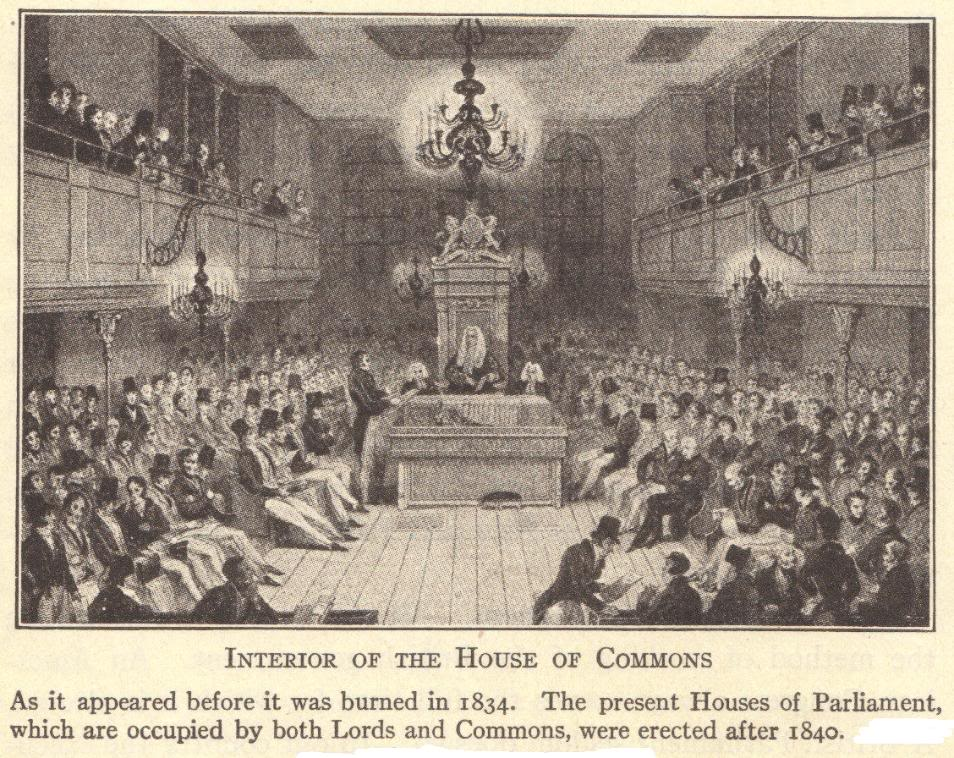 INTERIOR OF THE HOUSE OF COMMONS
As it appeared before it was burned in 1834. The present Houses of Parliament,
which are occupied by both Lords and Commons, were erected after 1840.